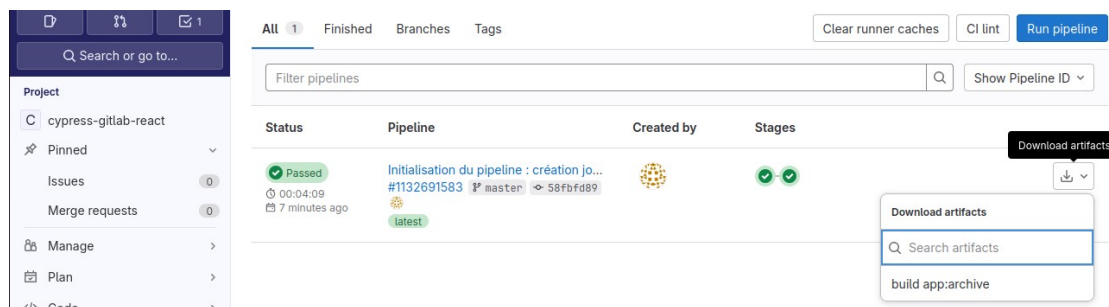 1
Search or go to...
Project
C cypress-gitlab-react
Pinned
Issues 0
Merge requests 0
Manage
Plan
Code
All 1 Finished Branches Tags
Clear runner caches CI lint Run pipeline
Filter pipelines
Show Pipeline ID
Status Pipeline Created by Stages
Download artifacts
Passed
00:04:09
7 minutes ago
Initialisation du pipeline : création jo...
#1132691583 master 58fbfd89
latest
Download artifacts
Search artifacts
build app:archive